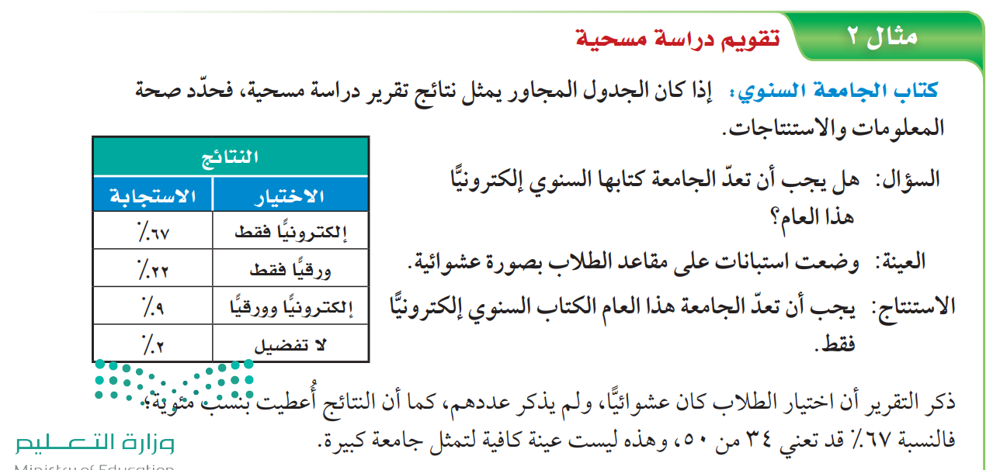 مثال ٢
تقويم دراسة مسحية
كتاب الجامعة السنوي: إذا كان الجدول المجاور يمثل نتائج تقرير دراسة مسحية، فحدّد صحة
المعلومات والاستنتاجات.
السؤال: هل يجب أن تعدّ الجامعة كتابها السنوي إلكترونيًّا
هذا العام؟
العينة: وضعت استبانات على مقاعد الطلاب بصورة عشوائية.
الاستنتاج: يجب أن تعدّ الجامعة هذا العام الكتاب السنوي إلكترونيًّا
فقط.
النتائج
الاختيار الاستجابة
إلكترونيًّا فقط ٦٧٪
ورقيًّا فقط ٢٢٪
إلكترونيًّا وورقيًّا ٩٪
لا تفضيل ٢٪
ذكر التقرير أن اختيار الطلاب كان عشوائيًّا، ولم يذكر عددهم، كما أن النتائج أُعطيت بنسب مئوية؛
فالنسبة ٦٧٪ قد تعني ٣٤ من ٥٠، وهذه ليست عينة كافية لتمثل جامعة كبيرة.
وزارة التعـــليم
Ministry of Education